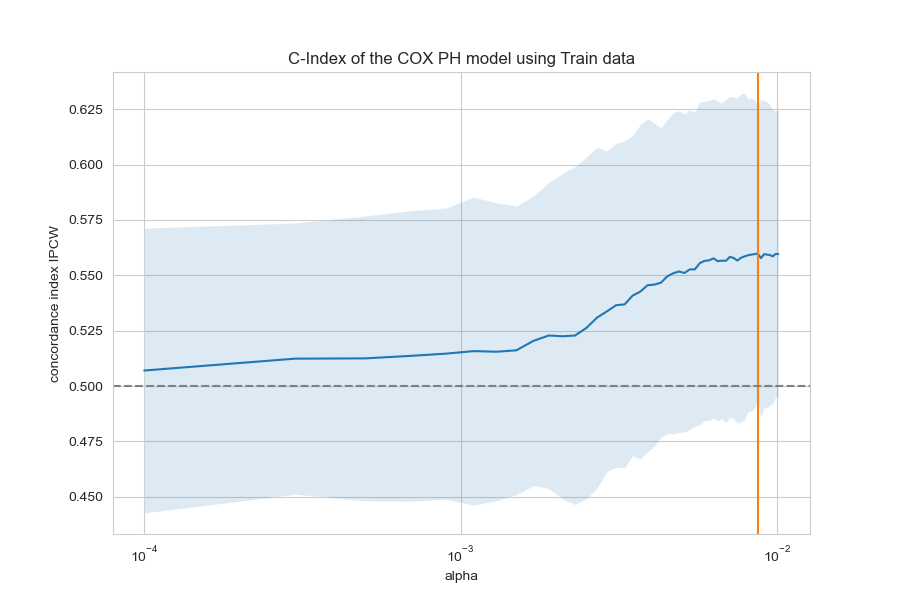 C-Index of the COX PH model using Train data
concordance index IPCW
0.625
0.600
0.575
0.550
0.525
0.500
0.475
0.450
10⁻⁴ 10⁻³ 10⁻²
alpha